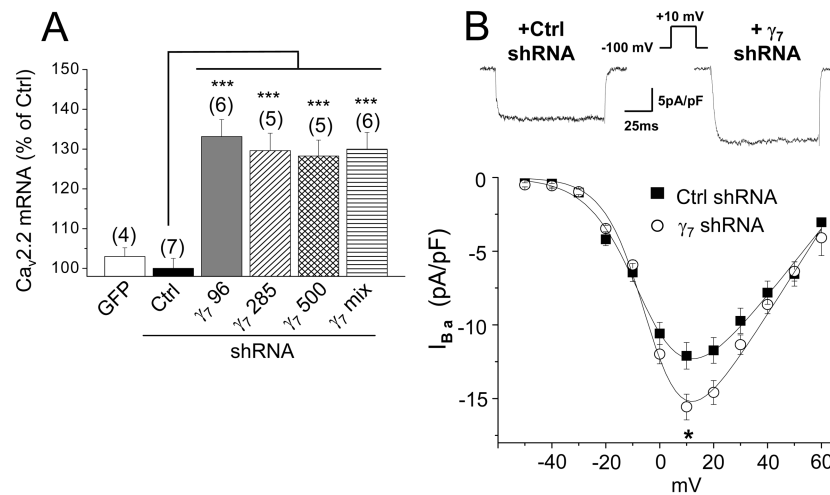 A
Ca_v2.2 mRNA (% of Ctrl)
150
140
130
120
110
100
(4)
(7)
***
(6)
***
(5)
***
(5)
***
(6)
GFP
Ctrl
γ₇ 96
γ₇ 285
γ₇ 500
γ₇ mix
shRNA
B
+Ctrl
shRNA
+10 mV
-100 mV
+ γ₇
shRNA
5pA/pF
25ms
Ctrl shRNA
γ₇ shRNA
I_Ba (pA/pF)
0
-5
-10
-15
*
-40
-20
0
20
40
60
mV